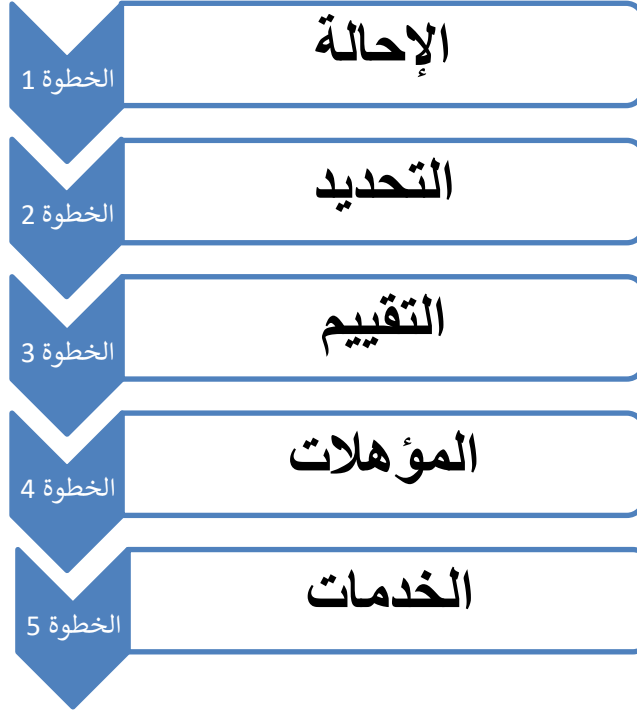 الإحالة
الخطوة 1
التحديد
الخطوة 2
التقييم
الخطوة 3
المؤهلات
الخطوة 4
الخدمات
الخطوة 5